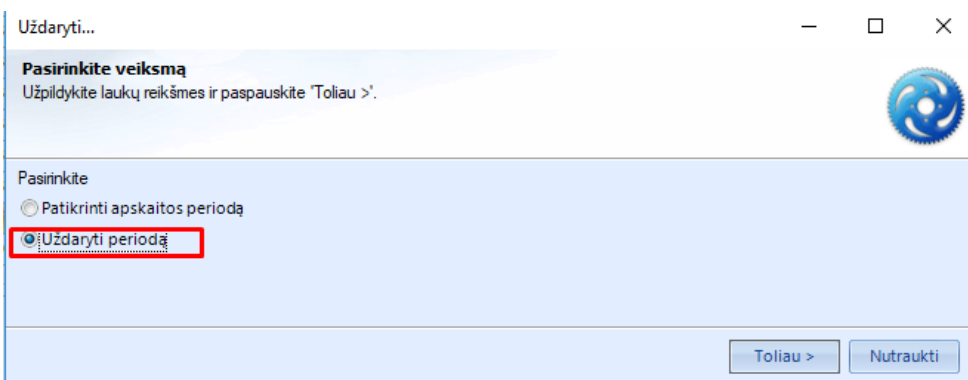 Uždaryti...
Pasirinkite veiksmą
Užpildykite laukų reikšmes ir paspauskite 'Toliau >'.
Pasirinkite
Patikrinti apskaitos periodą
Uždaryti periodą
Toliau >
Nutraukti